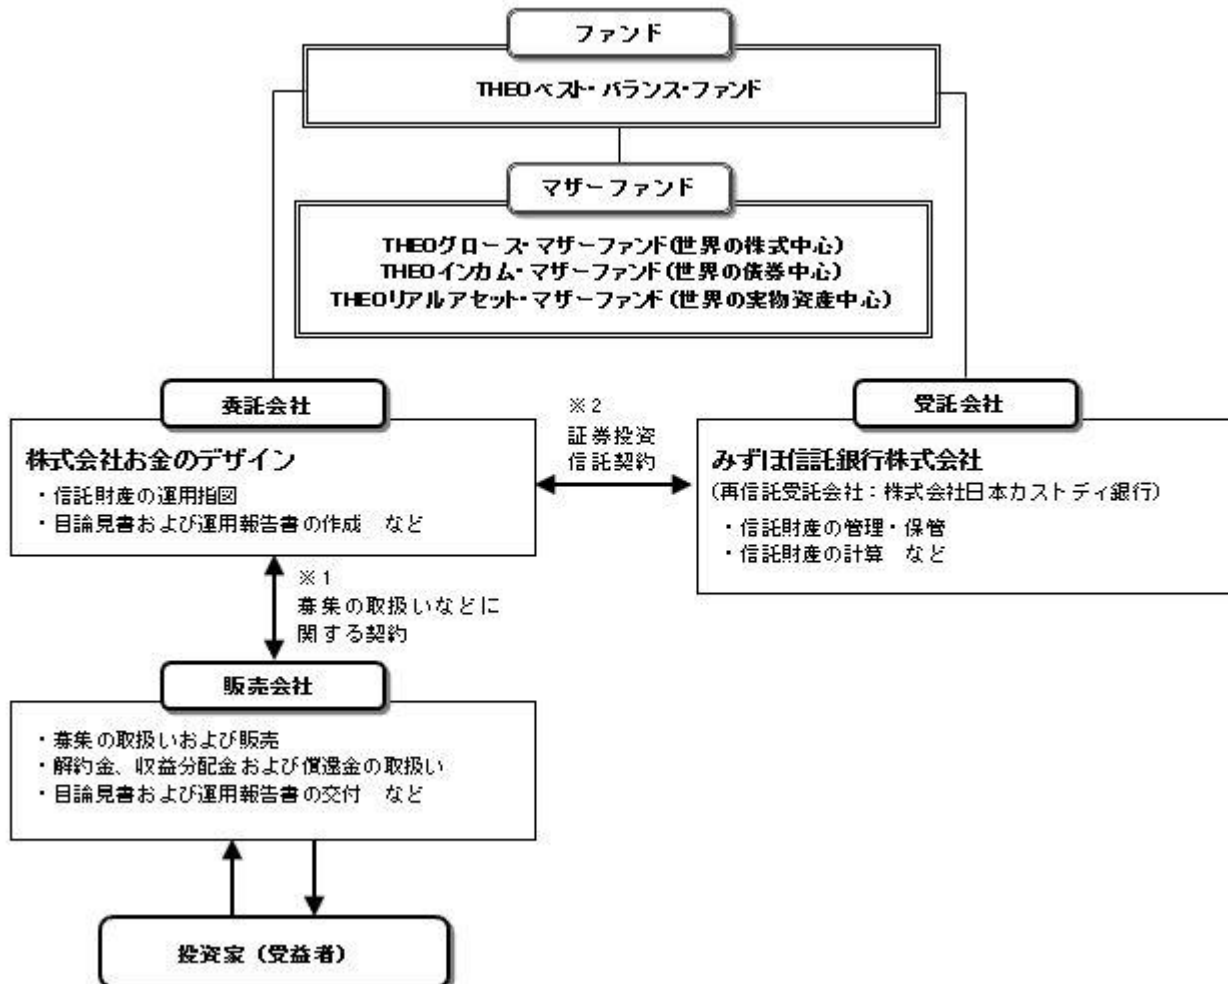 ファンド
THEOベスト・バランス・ファンド
マザーファンド
THEOグロース・マザーファンド(世界の株式中心)
THEOインカム・マザーファンド(世界の債券中心)
THEOリアルアセット・マザーファンド(世界の実物資産中心)
委託会社
株式会社お金のデザイン
・信託財産の運用指図
・目論見書および運用報告書の作成 など
※2
証券投資
信託契約
受託会社
みずほ信託銀行株式会社
(再信託受託会社：株式会社日本カストディ銀行)
・信託財産の管理・保管
・信託財産の計算 など
※1
募集の取扱いなどに
関する契約
販売会社
・募集の取扱いおよび販売
・解約金、収益分配金および償還金の取扱い
・目論見書および運用報告書の交付 など
投資家（受益者）